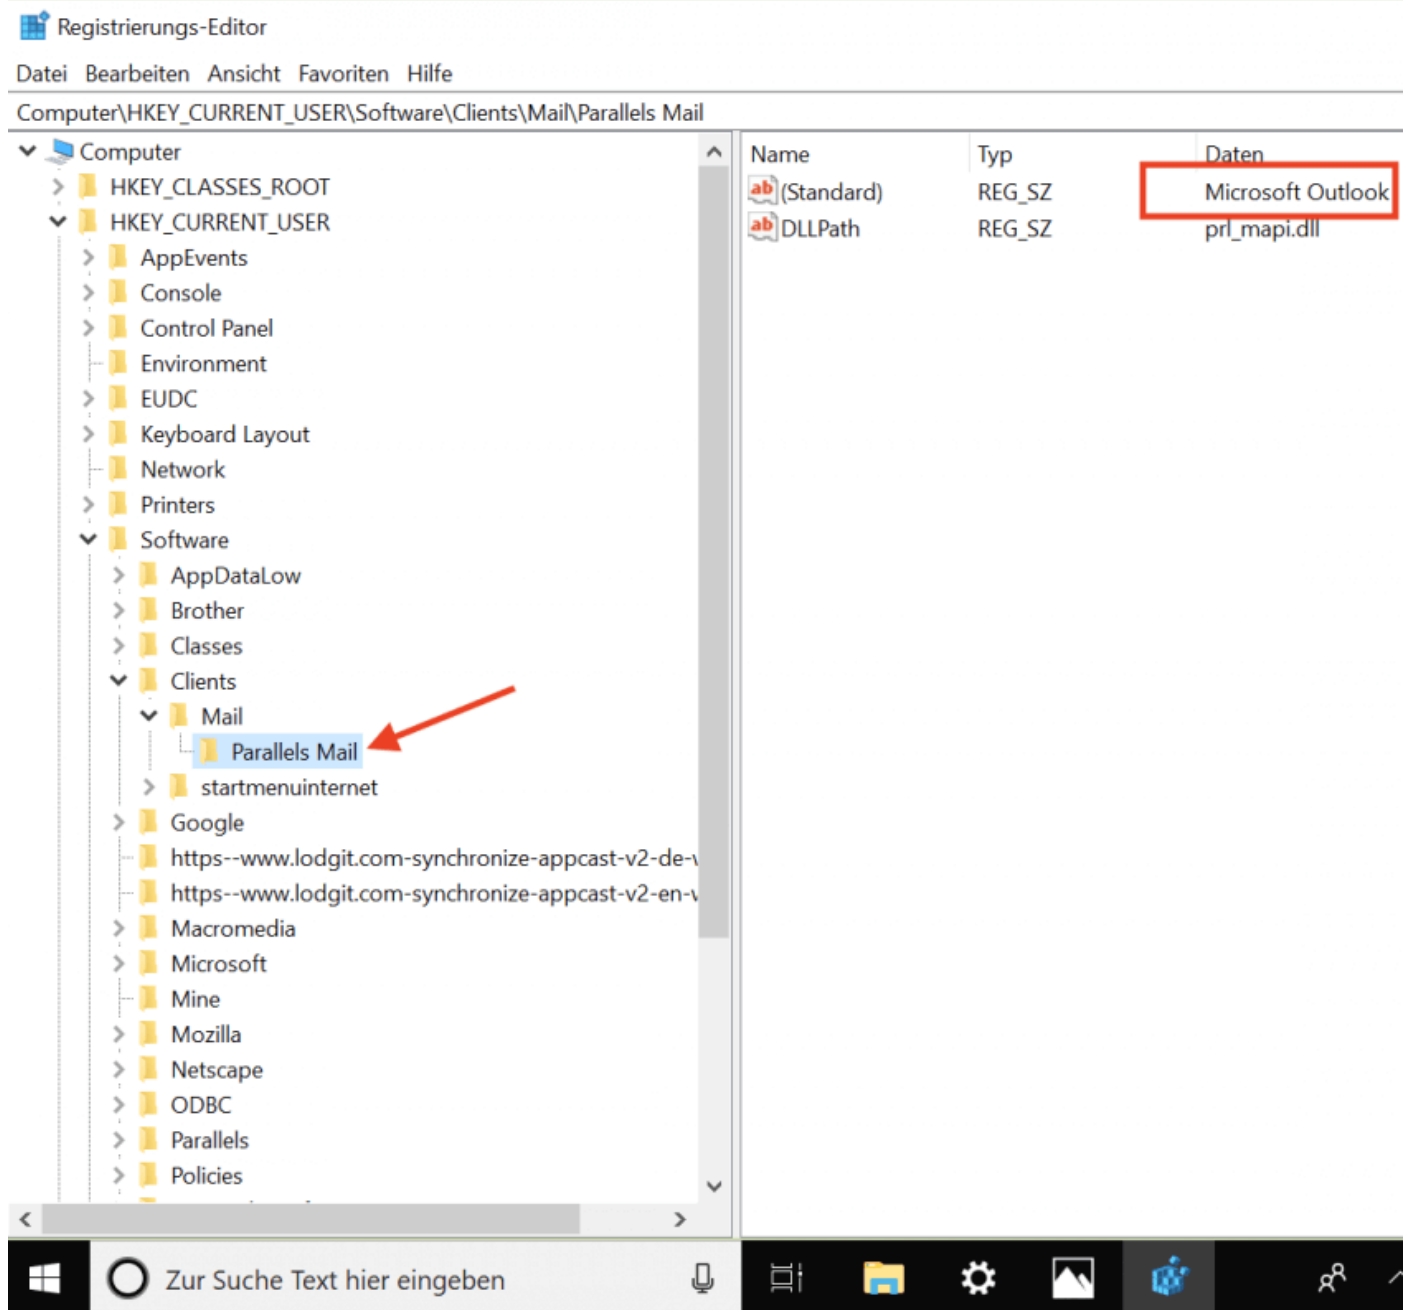 Registrierungs-Editor
Datei Bearbeiten Ansicht Favoriten Hilfe
Computer\HKEY_CURRENT_USER\Software\Clients\Mail\Parallels Mail
Computer
HKEY_CLASSES_ROOT
HKEY_CURRENT_USER
AppEvents
Console
Control Panel
Environment
EUDC
Keyboard Layout
Network
Printers
Software
AppDataLow
Brother
Classes
Clients
Mail
Parallels Mail
startmenuinternet
Google
https--www.lodgit.com-synchronize-appcast-v2-de-
https--www.lodgit.com-synchronize-appcast-v2-en-
Macromedia
Microsoft
Mine
Mozilla
Netscape
ODBC
Parallels
Policies
Name Typ Daten
ab (Standard) REG_SZ Microsoft Outlook
ab DLLPath REG_SZ prl_mapi.dll
Zur Suche Text hier eingeben